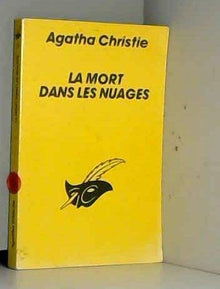 Agatha Christie
LA MORT
DANS LES NUAGES